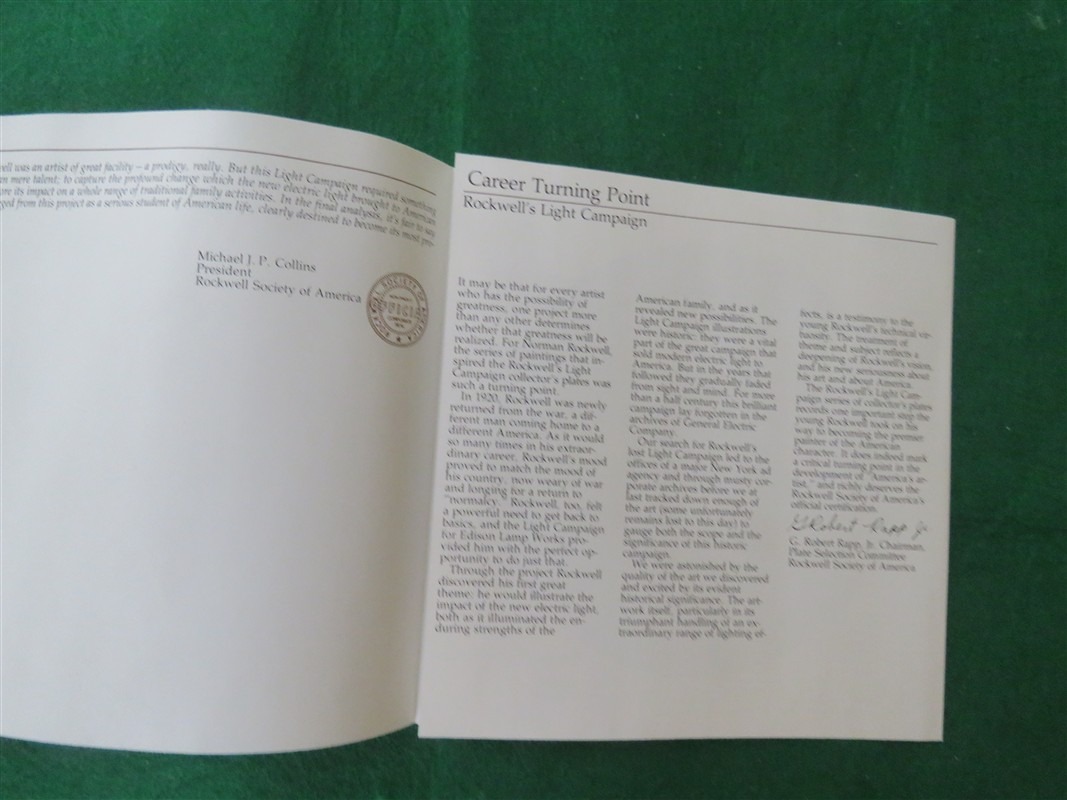 ell was an artist of great facility – a prodigy, really. But this Light Campaign required something
n mere talent; to capture the profound change which the new electric light brought to American
ore its impact on a whole range of traditional family activities. In the final analysis, it's fair to say
ged from this project as a serious student of American life, clearly destined to become its most pro-
Michael J. P. Collins
President
Rockwell Society of America
Career Turning Point
Rockwell's Light Campaign
It may be that for every artist
who has the possibility of
greatness, one project more
than any other determines
whether that greatness will be
realized. For Norman Rockwell,
the series of paintings that in-
spired the Rockwell's Light
Campaign collector's plates was
such a turning point.
In 1920, Rockwell was newly
returned from the war, a dif-
ferent man coming home to a
different America. As it would
so many times in his extraor-
dinary career, Rockwell's mood
proved to match the mood of
his country, now weary of war
and longing for a return to
"normalcy." Rockwell, too, felt
a powerful need to get back to
basics, and the Light Campaign
for Edison Lamp Works pro-
vided him with the perfect op-
portunity to do just that.
Through the project Rockwell
discovered his first great
theme: he would illustrate the
impact of the new electric light,
both as it illuminated the en-
during strengths of the
American family, and as it
revealed new possibilities. The
Light Campaign illustrations
were historic: they were a vital
part of the great campaign that
sold modern electric light to
America. But in the years that
followed they gradually faded
from sight and mind. For more
than a half century this brilliant
campaign lay forgotten in the
archives of General Electric
Company.
Our search for Rockwell's
lost Light Campaign led to the
offices of a major New York ad
agency and through musty cor-
porate archives before we at
last tracked down enough of
the art (some unfortunately
remains lost to this day) to
gauge both the scope and the
significance of this historic
campaign.
We were astonished by the
quality of the art we discovered
and excited by its evident
historical significance. The art-
work itself, particularly in its
triumphant handling of an ex-
traordinary range of lighting ef-
fects, is a testimony to the
young Rockwell's technical vir-
tuosity. The treatment of
theme and subject reflects a
deepening of Rockwell's vision,
and his new seriousness about
his art and about America.
The Rockwell's Light Cam-
paign series of collector's plates
records one important step the
young Rockwell took on his
way to becoming the premier
painter of the American
character. It does indeed mark
a critical turning point in the
development of "America's ar-
tist," and richly deserves the
Rockwell Society of America's
official certification.
G Robert Rapp Jr
G. Robert Rapp, Jr. Chairman,
Plate Selection Committee
Rockwell Society of America